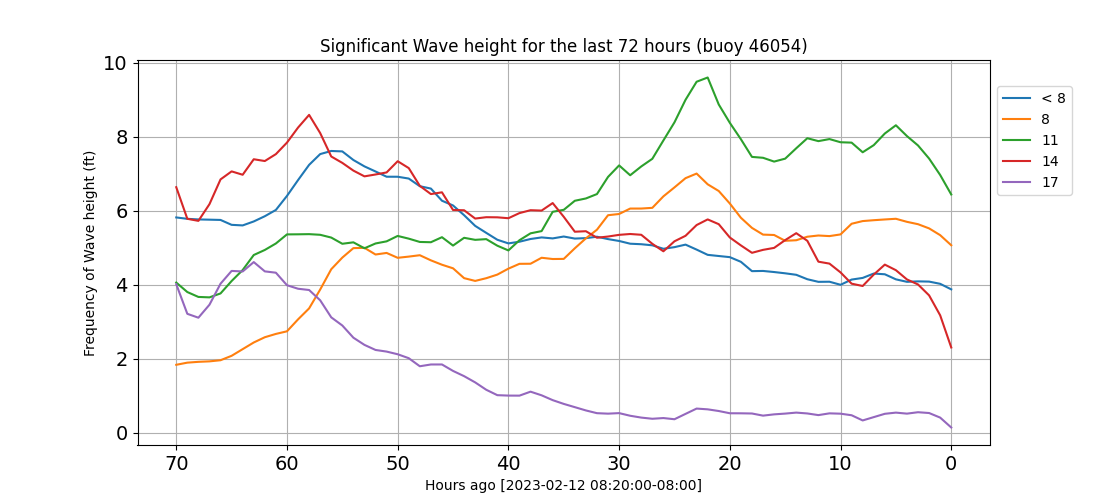 Significant Wave height for the last 72 hours (buoy 46054)
Frequency of Wave height (ft)
10
8
6
4
2
0
70 60 50 40 30 20 10 0
Hours ago [2023-02-12 08:20:00-08:00]
< 8
8
11
14
17